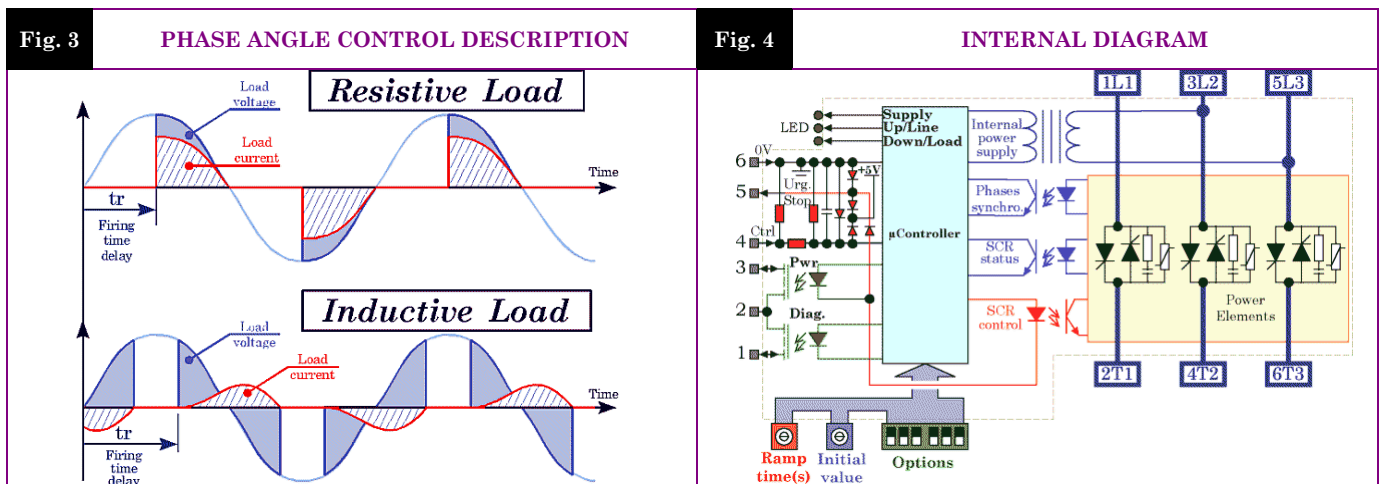 Fig. 3
PHASE ANGLE CONTROL DESCRIPTION
Resistive Load
Load
voltage
Load
current
Time
tr
Firing
time
delay
Inductive Load
Load
voltage
Load
current
Time
tr
Firing
time
delay
Fig. 4
INTERNAL DIAGRAM
1L1
3L2
5L3
LED
Supply
Up/Line
Down/Load
Internal
power
supply
6
0V
+5V
5
Urg.
Stop
4
Ctrl
µController
Phases
synchro.
SCR
status
3
Pwr
2
Diag.
1
SCR
control
Power
Elements
2T1
4T2
6T3
Ramp
time(s)
Initial
value
Options